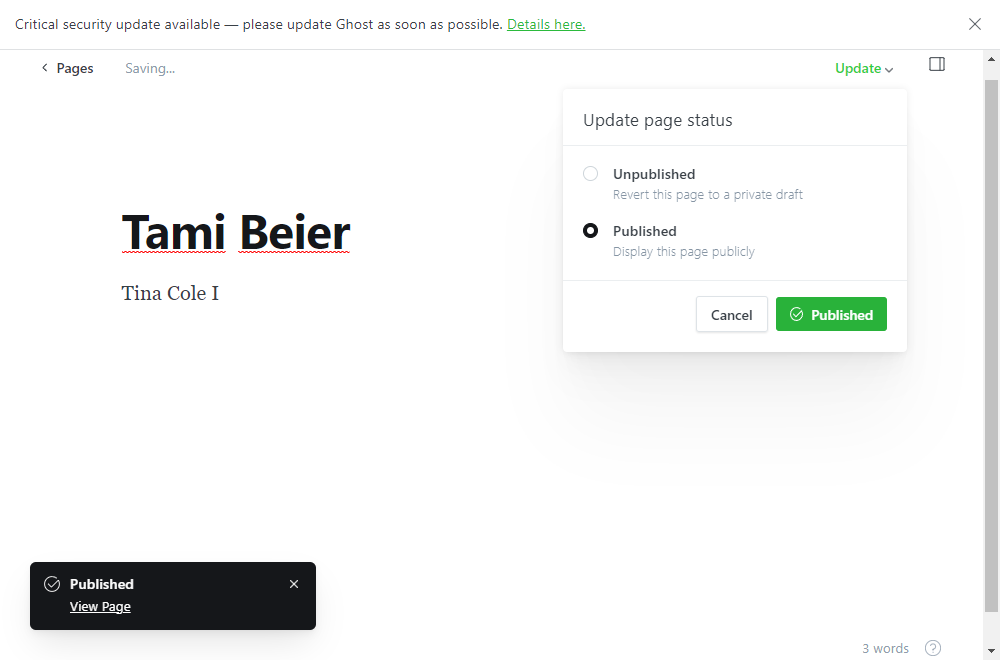 Critical security update available — please update Ghost as soon as possible. Details here.
Pages
Saving...
Update
Update page status
Unpublished
Revert this page to a private draft
Published
Display this page publicly
Cancel
Published
Tami Beier
Tina Cole I
Published
View Page
3 words
?